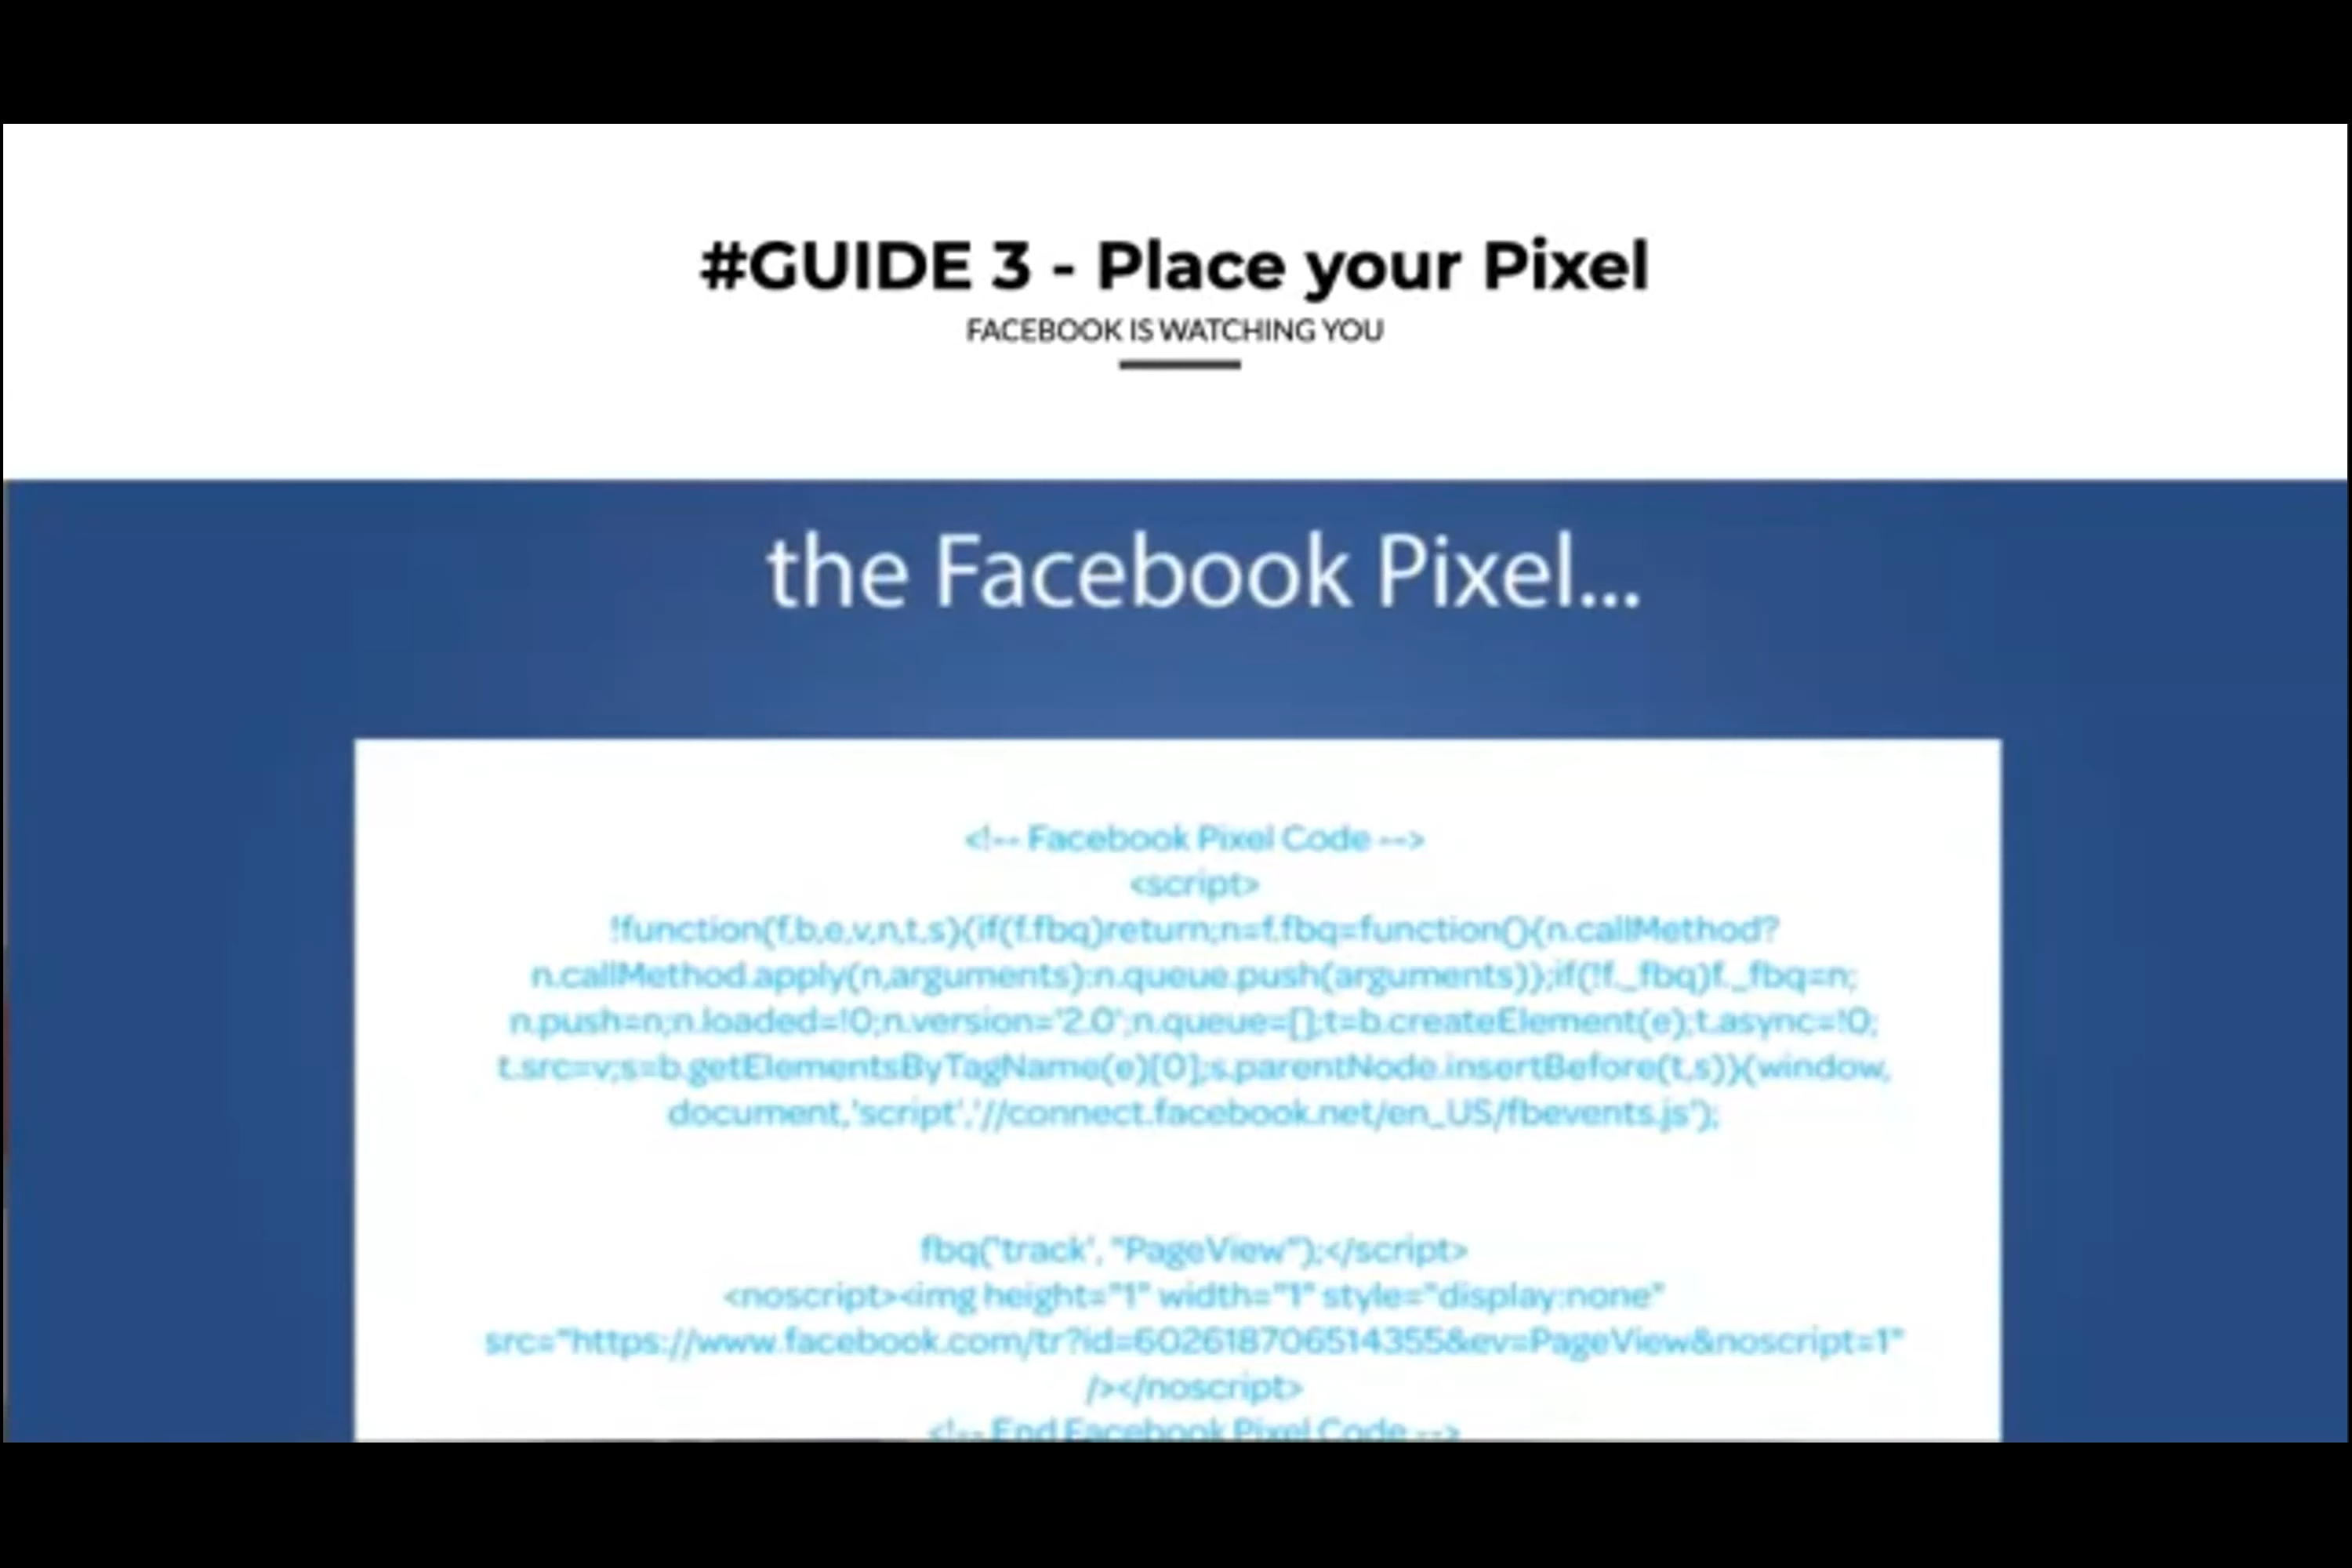 #GUIDE 3 - Place your Pixel
FACEBOOK IS WATCHING YOU
the Facebook Pixel...
<!-- Facebook Pixel Code -->
<script>
!function(f,b,e,v,n,t,s){if(f.fbq)return;n=f.fbq=function(){n.callMethod?
n.callMethod.apply(n,arguments):n.queue.push(arguments)};if(!f._fbq)f._fbq=n;
n.push=n;n.loaded=!0;n.version='2.0';n.queue=[];t=b.createElement(e);t.async=!0;
t.src=v;s=b.getElementsByTagName(e)[0];s.parentNode.insertBefore(t,s)}(window,
document,'script','//connect.facebook.net/en_US/fbevents.js');
fbq('track', "PageView");</script>
<noscript><img height="1" width="1" style="display:none"
src="https://www.facebook.com/tr?id=602618706514355&ev=PageView&noscript=1"
/></noscript>
<!-- End Facebook Pixel Code -->